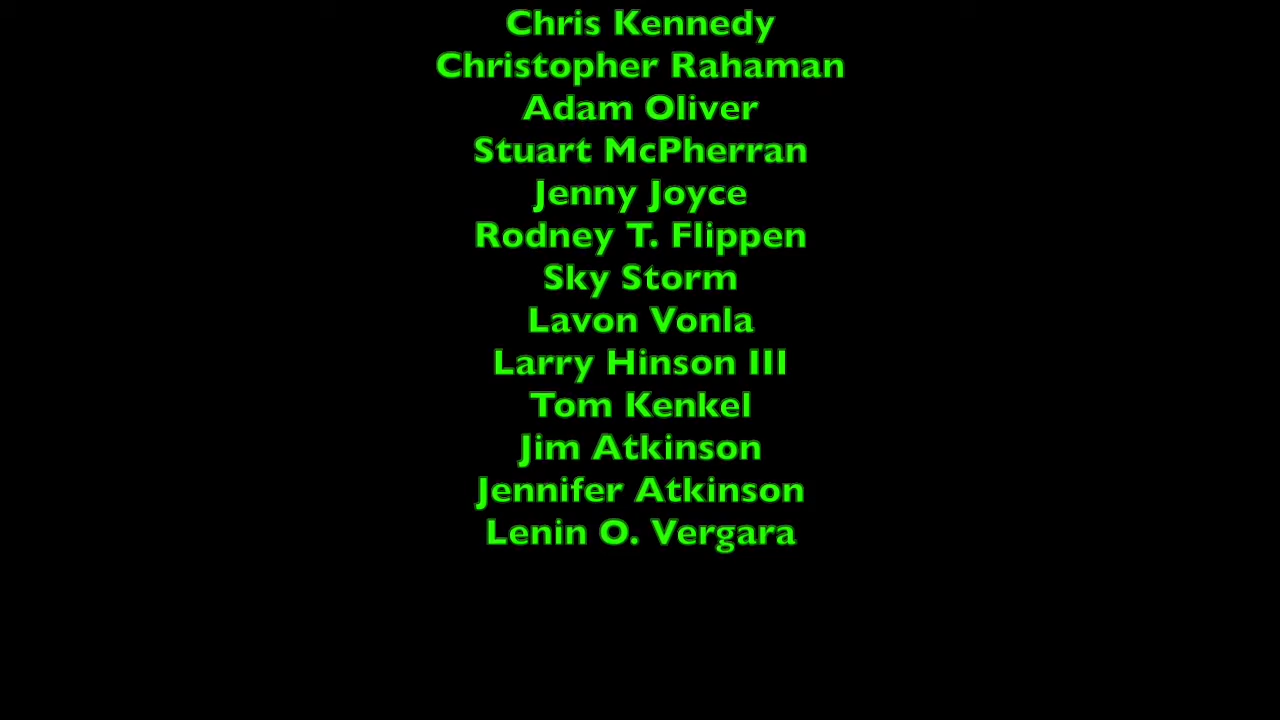 Chris Kennedy
Christopher Rahaman
Adam Oliver
Stuart McPherran
Jenny Joyce
Rodney T. Flippen
Sky Storm
Lavon Vonla
Larry Hinson III
Tom Kenkel
Jim Atkinson
Jennifer Atkinson
Lenin O. Vergara